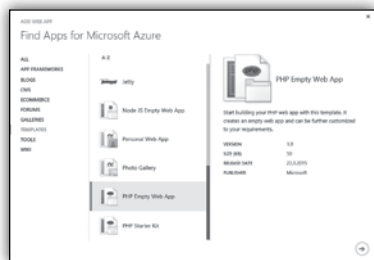 ADD WEB APP
Find Apps for Microsoft Azure
ALL
APP FRAMEWORKS
BLOGS
CMS
ECOMMERCE
FORUMS
GALLERIES
TEMPLATES
TOOLS
WIKI
A-Z
Jetty
Node JS Empty Web App
Personal Web App
Photo Gallery
PHP Empty Web App
PHP Starter Kit
PHP Empty Web App
Start building your PHP web app with this template. It
creates an empty web app and can be further customized
to your requirements.
VERSION 1.0
SIZE (KB) 50
RELEASE DATE
PUBLISHER Microsoft